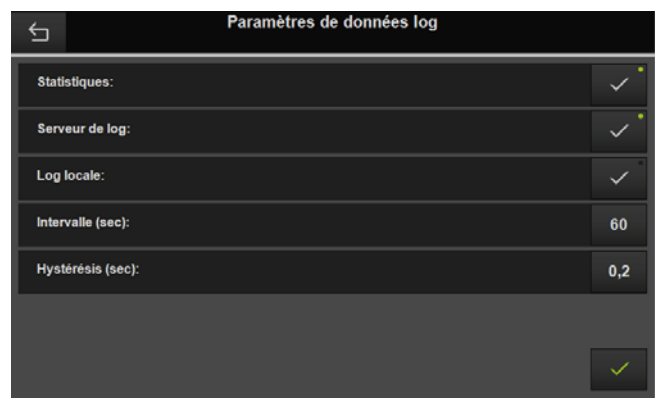 Paramètres de données log
Statistiques:
Serveur de log:
Log locale:
Intervalle (sec): 60
Hystérésis (sec): 0,2